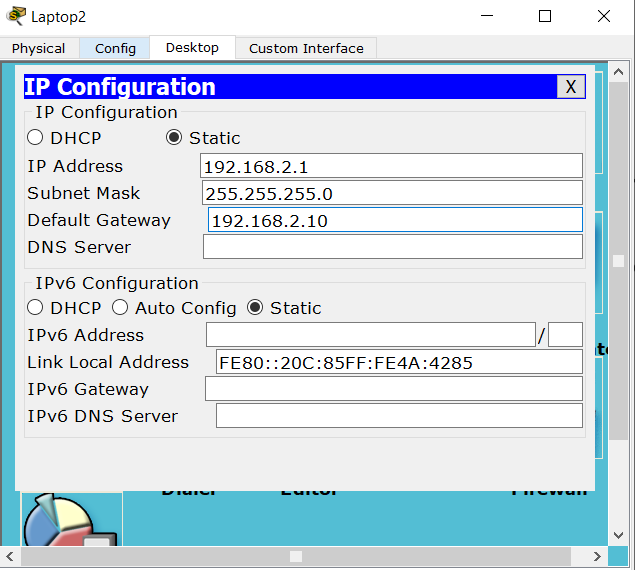 Laptop2
Physical Config Desktop Custom Interface
IP Configuration X
IP Configuration
DHCP Static
IP Address 192.168.2.1
Subnet Mask 255.255.255.0
Default Gateway 192.168.2.10
DNS Server
IPv6 Configuration
DHCP Auto Config Static
IPv6 Address /
Link Local Address FE80::20C:85FF:FE4A:4285
IPv6 Gateway
IPv6 DNS Server
Dialer Editor Firewall